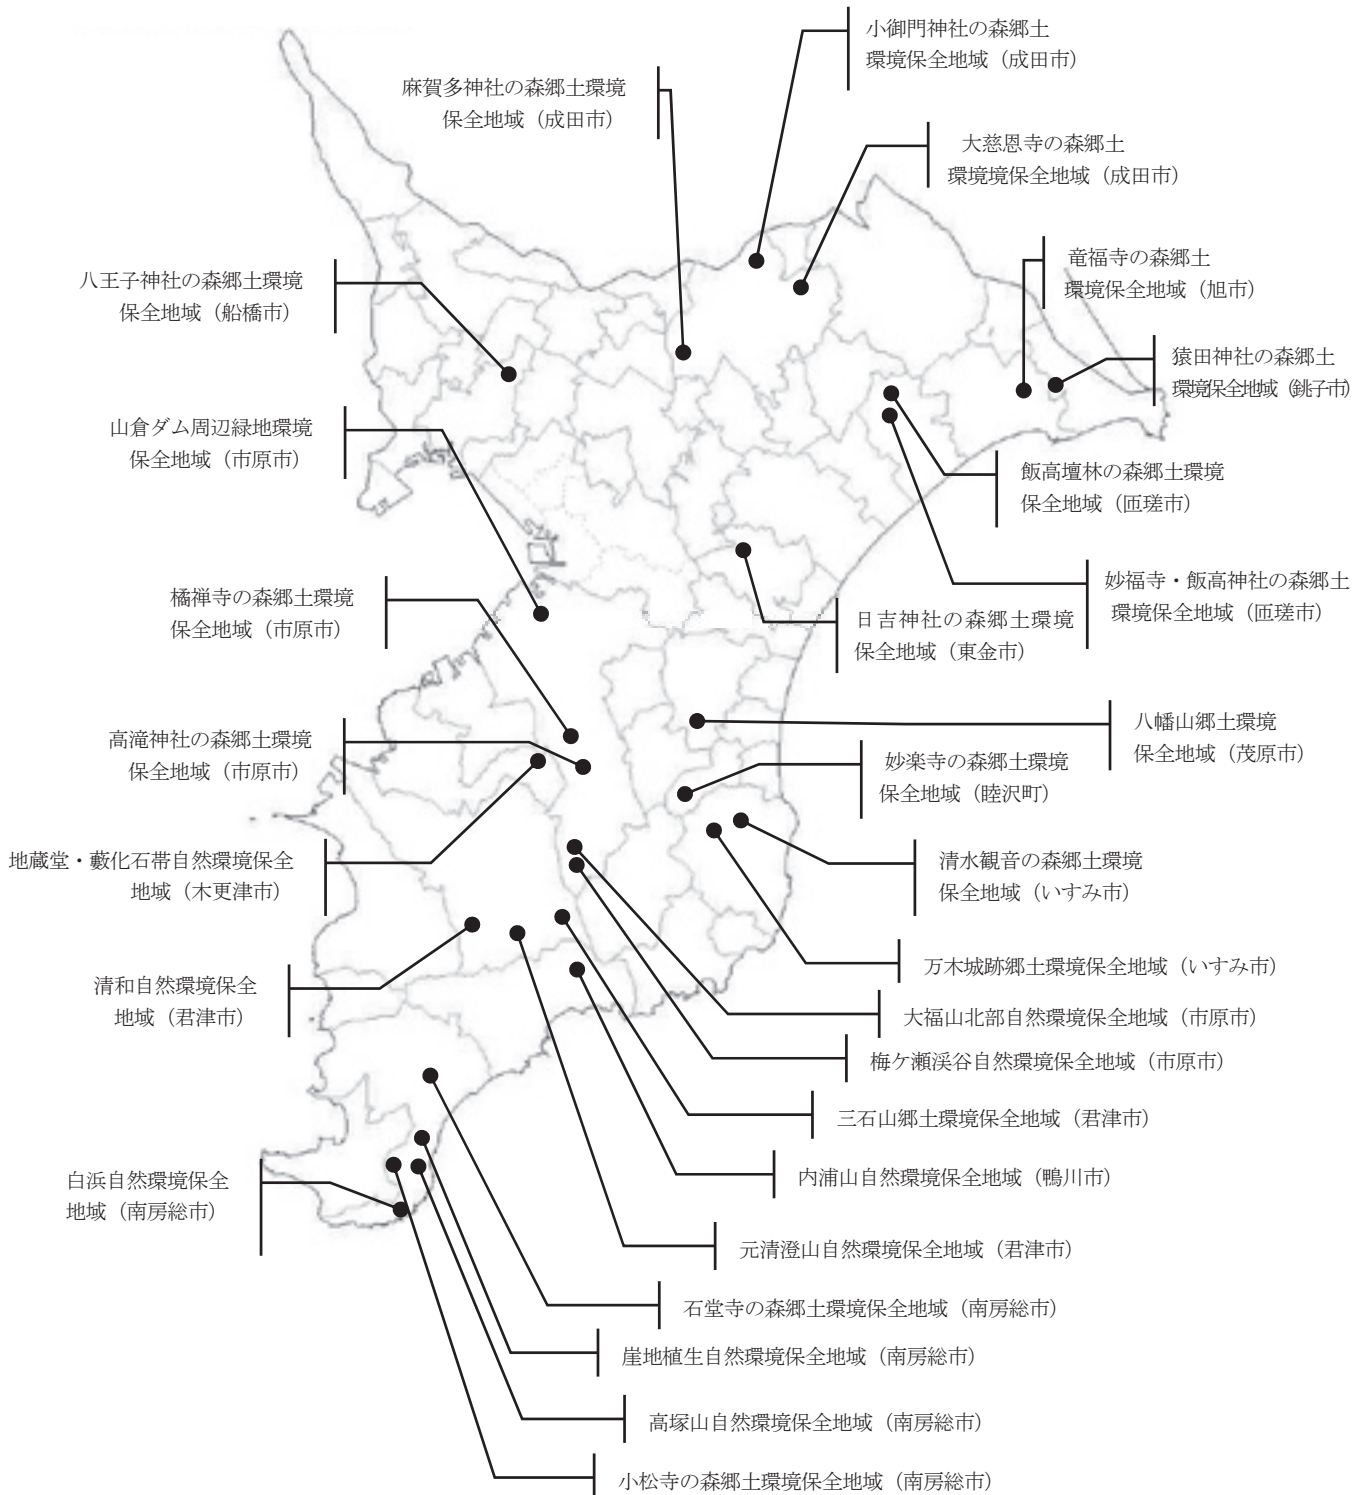 小御門神社の森郷土
環境保全地域（成田市）
麻賀多神社の森郷土環境
保全地域（成田市）
大慈恩寺の森郷土
環境境保全地域（成田市）
竜福寺の森郷土
環境保全地域（旭市）
八王子神社の森郷土環境
保全地域（船橋市）
猿田神社の森郷土
環境保全地域（銚子市）
山倉ダム周辺緑地環境
保全地域（市原市）
飯高壇林の森郷土環境
保全地域（匝瑳市）
妙福寺・飯高神社の森郷土
環境保全地域（匝瑳市）
橘禅寺の森郷土環境
保全地域（市原市）
日吉神社の森郷土環境
保全地域（東金市）
八幡山郷土環境
保全地域（茂原市）
高滝神社の森郷土環境
保全地域（市原市）
妙楽寺の森郷土環境
保全地域（睦沢町）
地蔵堂・藪化石帯自然環境保全
地域（木更津市）
清水観音の森郷土環境
保全地域（いすみ市）
万木城跡郷土環境保全地域（いすみ市）
清和自然環境保全
地域（君津市）
大福山北部自然環境保全地域（市原市）
梅ケ瀬渓谷自然環境保全地域（市原市）
三石山郷土環境保全地域（君津市）
内浦山自然環境保全地域（鴨川市）
白浜自然環境保全
地域（南房総市）
元清澄山自然環境保全地域（君津市）
石堂寺の森郷土環境保全地域（南房総市）
崖地植生自然環境保全地域（南房総市）
高塚山自然環境保全地域（南房総市）
小松寺の森郷土環境保全地域（南房総市）